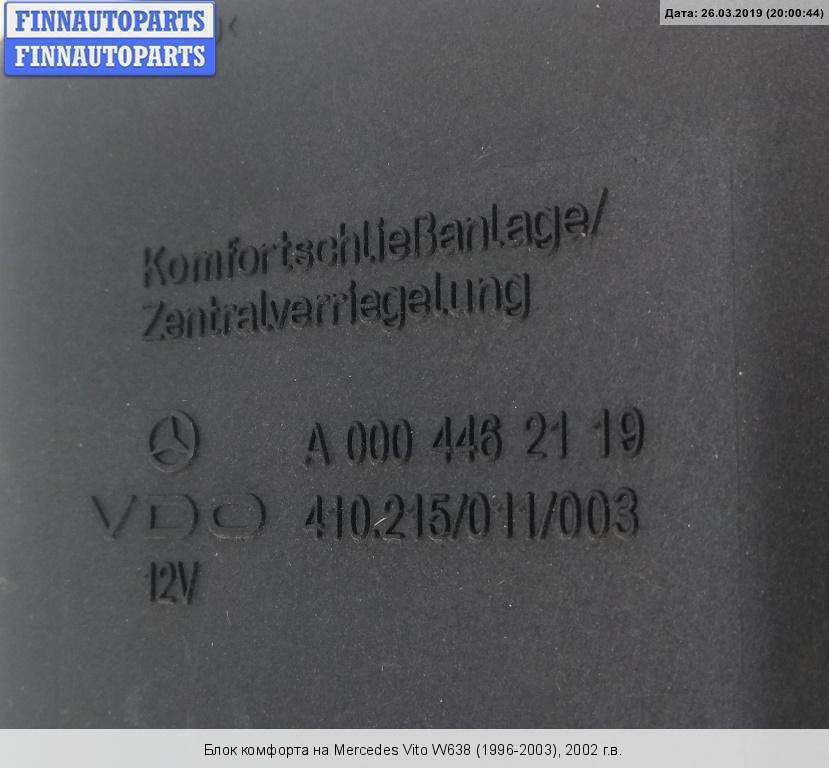 FINNAUTOPARTS
FINNAUTOPARTS
Дата: 26.03.2019 (20:00:44)
Komfortschließanlage/
Zentralverriegelung
A 000 446 21 19
VDO 410.215/011/003
12V
Блок комфорта на Mercedes Vito W638 (1996-2003), 2002 г.в.